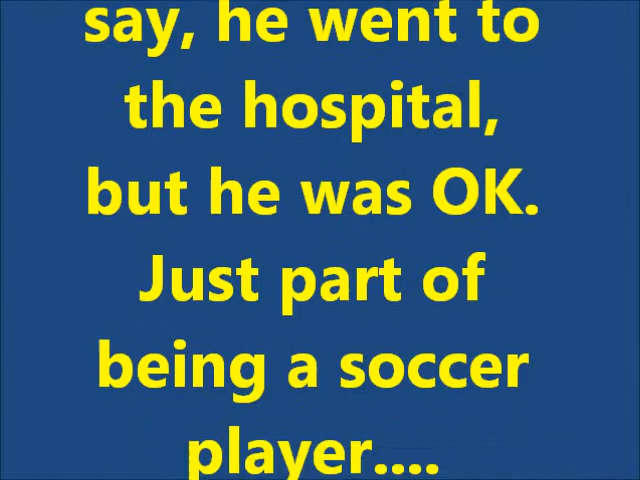 say, he went to
the hospital,
but he was OK.
Just part of
being a soccer
player....